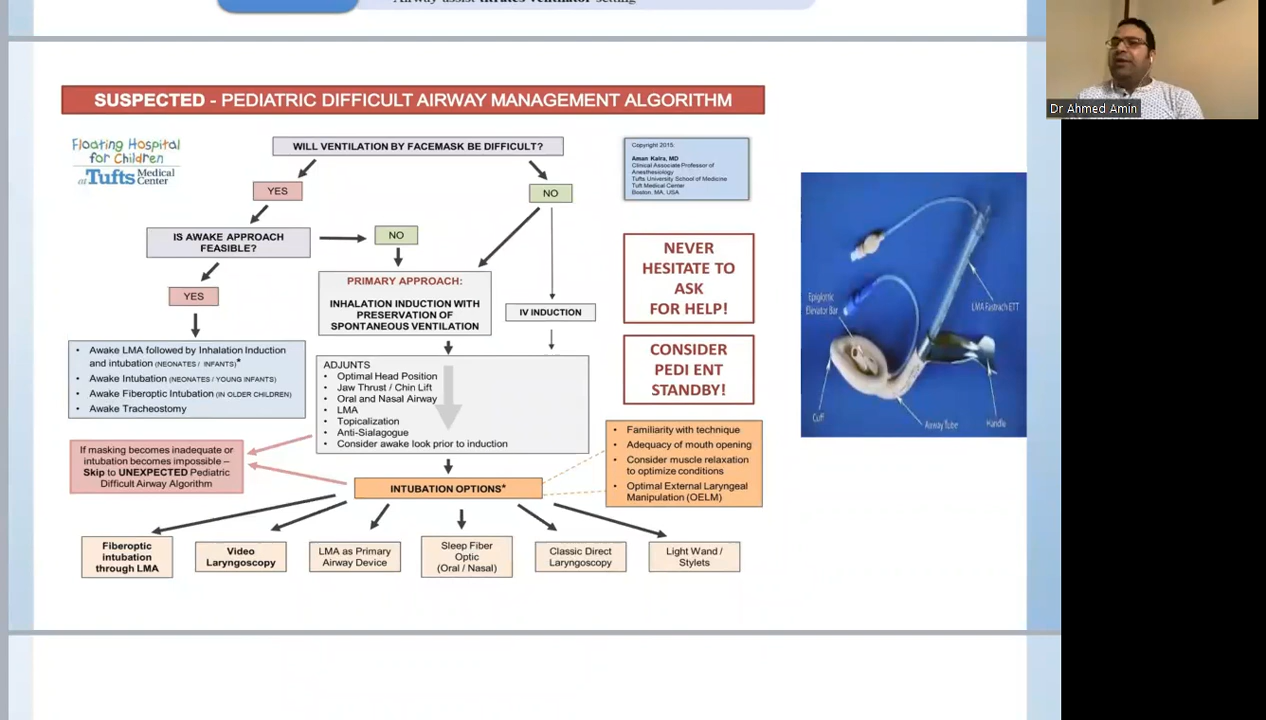 Airway assist titrates ventilator setting
Dr Ahmed Amin
SUSPECTED - PEDIATRIC DIFFICULT AIRWAY MANAGEMENT ALGORITHM
Floating Hospital
for Children
at Tufts Medical
Center
WILL VENTILATION BY FACEMASK BE DIFFICULT?
Copyright 2015:
Aman Kalra, MD
Clinical Associate Professor of
Anesthesiology
Tufts University School of Medicine
Tuft Medical Center
Boston, MA, USA
YES
NO
IS AWAKE APPROACH
FEASIBLE?
NO
YES
PRIMARY APPROACH:
INHALATION INDUCTION WITH
PRESERVATION OF
SPONTANEOUS VENTILATION
IV INDUCTION
NEVER
HESITATE TO
ASK
FOR HELP!
CONSIDER
PEDI ENT
STANDBY!
• Awake LMA followed by Inhalation Induction
and intubation (NEONATES / INFANTS)*
• Awake Intubation (NEONATES / YOUNG INFANTS)
• Awake Fiberoptic Intubation (IN OLDER CHILDREN)
• Awake Tracheostomy
ADJUNTS
• Optimal Head Position
• Jaw Thrust / Chin Lift
• Oral and Nasal Airway
• LMA
• Topicalization
• Anti-Sialagogue
• Consider awake look prior to induction
If masking becomes inadequate or
intubation becomes impossible –
Skip to UNEXPECTED Pediatric
Difficult Airway Algorithm
INTUBATION OPTIONS*
• Familiarity with technique
• Adequacy of mouth opening
• Consider muscle relaxation
to optimize conditions
• Optimal External Laryngeal
Manipulation (OELM)
Fiberoptic
intubation
through LMA
Video
Laryngoscopy
LMA as Primary
Airway Device
Sleep Fiber
Optic
(Oral / Nasal)
Classic Direct
Laryngoscopy
Light Wand /
Stylets
Epiglottic
Elevator Bar
LMA Fastrach ETT
Cuff
Airway Tube
Handle